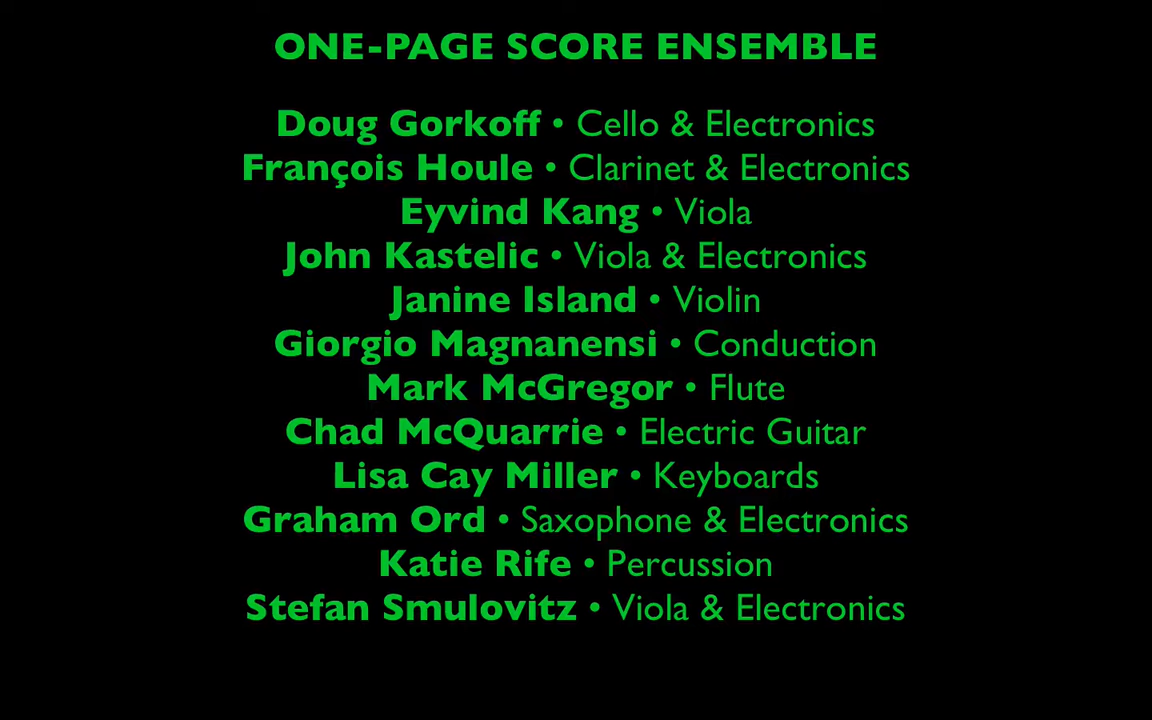 ONE-PAGE SCORE ENSEMBLE
Doug Gorkoff • Cello & Electronics
François Houle • Clarinet & Electronics
Eyvind Kang • Viola
John Kastelic • Viola & Electronics
Janine Island • Violin
Giorgio Magnanensi • Conduction
Mark McGregor • Flute
Chad McQuarrie • Electric Guitar
Lisa Cay Miller • Keyboards
Graham Ord • Saxophone & Electronics
Katie Rife • Percussion
Stefan Smulovitz • Viola & Electronics